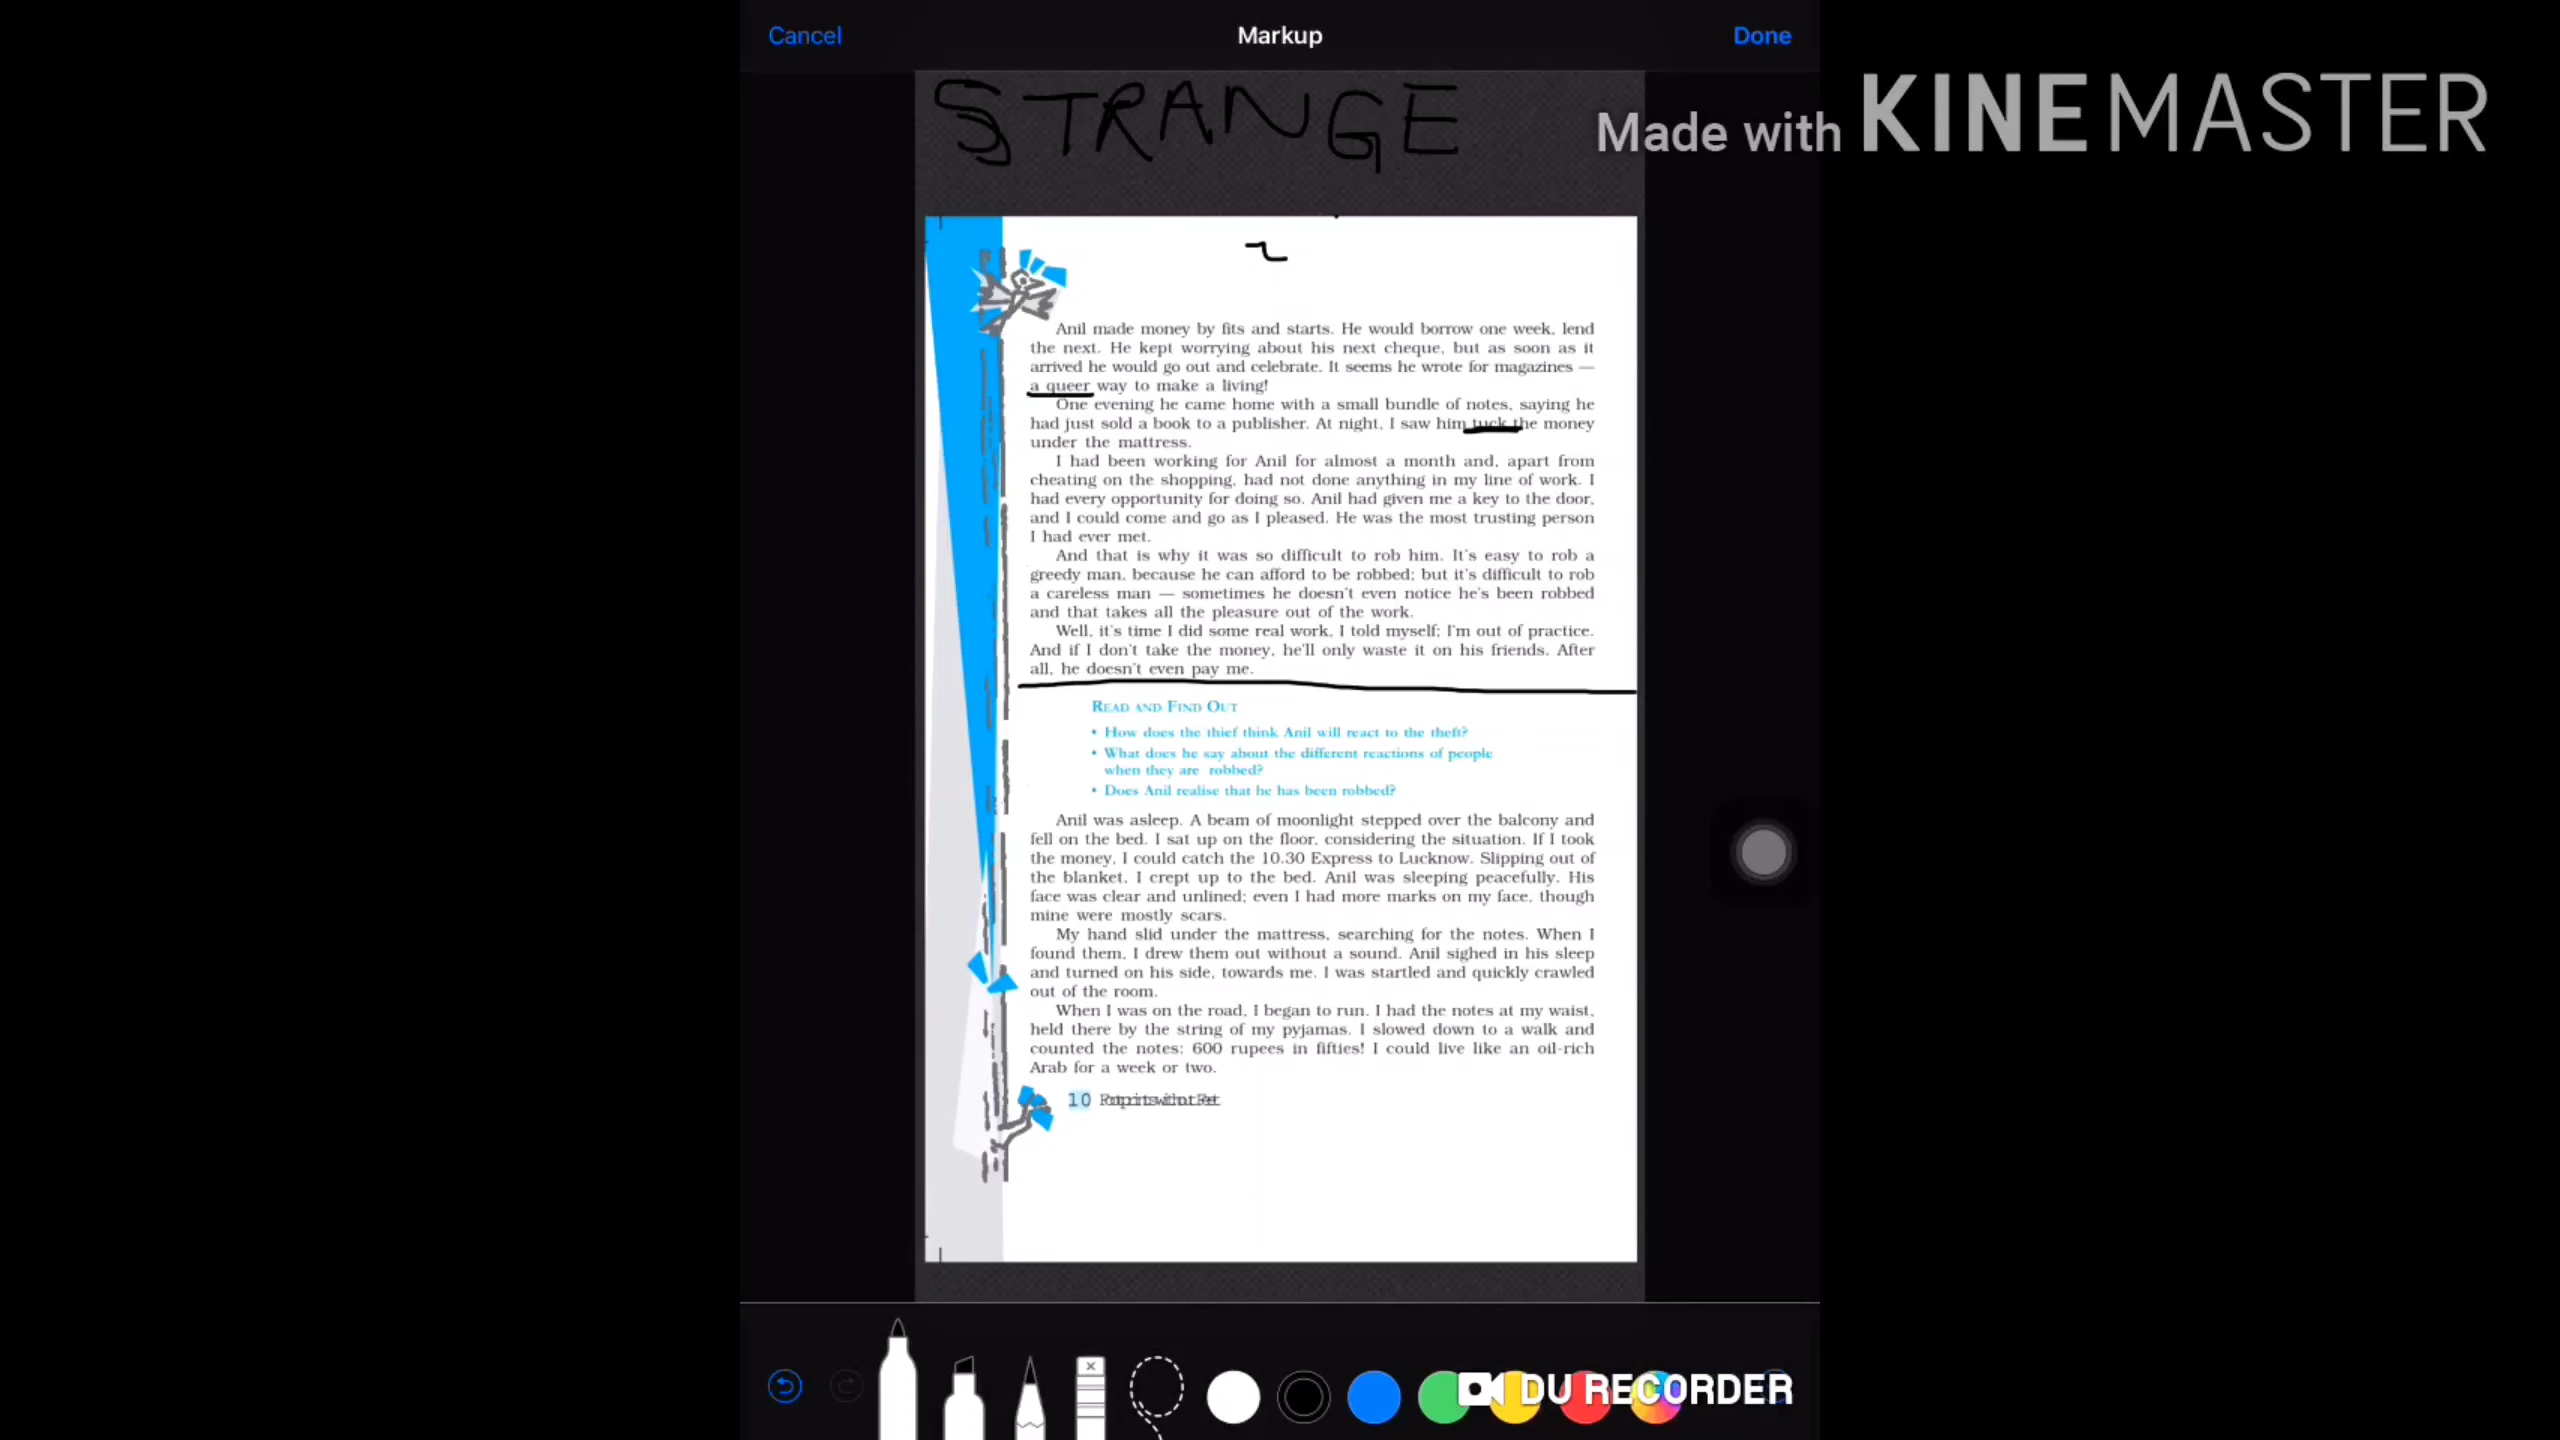 Cancel
Markup
Done
STRANGE
Made with KINEMASTER
Anil made money by fits and starts. He would borrow one week, lend
the next. He kept worrying about his next cheque, but as soon as it
arrived he would go out and celebrate. It seems he wrote for magazines —
a queer way to make a living!
One evening he came home with a small bundle of notes, saying he
had just sold a book to a publisher. At night, I saw him tuck the money
under the mattress.
I had been working for Anil for almost a month and, apart from
cheating on the shopping, had not done anything in my line of work. I
had every opportunity for doing so. Anil had given me a key to the door,
and I could come and go as I pleased. He was the most trusting person
I had ever met.
And that is why it was so difficult to rob him. It's easy to rob a
greedy man, because he can afford to be robbed; but it's difficult to rob
a careless man — sometimes he doesn't even notice he's been robbed
and that takes all the pleasure out of the work.
Well, it's time I did some real work, I told myself; I'm out of practice.
And if I don't take the money, he'll only waste it on his friends. After
all, he doesn't even pay me.
READ AND FIND OUT
• How does the thief think Anil will react to the theft?
• What does he say about the different reactions of people
when they are robbed?
• Does Anil realise that he has been robbed?
Anil was asleep. A beam of moonlight stepped over the balcony and
fell on the bed. I sat up on the floor, considering the situation. If I took
the money, I could catch the 10.30 Express to Lucknow. Slipping out of
the blanket, I crept up to the bed. Anil was sleeping peacefully. His
face was clear and unlined; even I had more marks on my face, though
mine were mostly scars.
My hand slid under the mattress, searching for the notes. When I
found them, I drew them out without a sound. Anil sighed in his sleep
and turned on his side, towards me. I was startled and quickly crawled
out of the room.
When I was on the road, I began to run. I had the notes at my waist,
held there by the string of my pyjamas. I slowed down to a walk and
counted the notes: 600 rupees in fifties! I could live like an oil-rich
Arab for a week or two.
10 Footprints without Feet
DU RECORDER